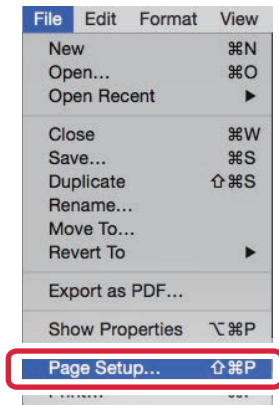 File Edit Format View
New ⌘N
Open... ⌘O
Open Recent ▶
Close ⌘W
Save... ⌘S
Duplicate ⇧⌘S
Rename...
Move To...
Revert To ▶
Export as PDF...
Show Properties ⌥⌘P
Page Setup... ⇧⌘P